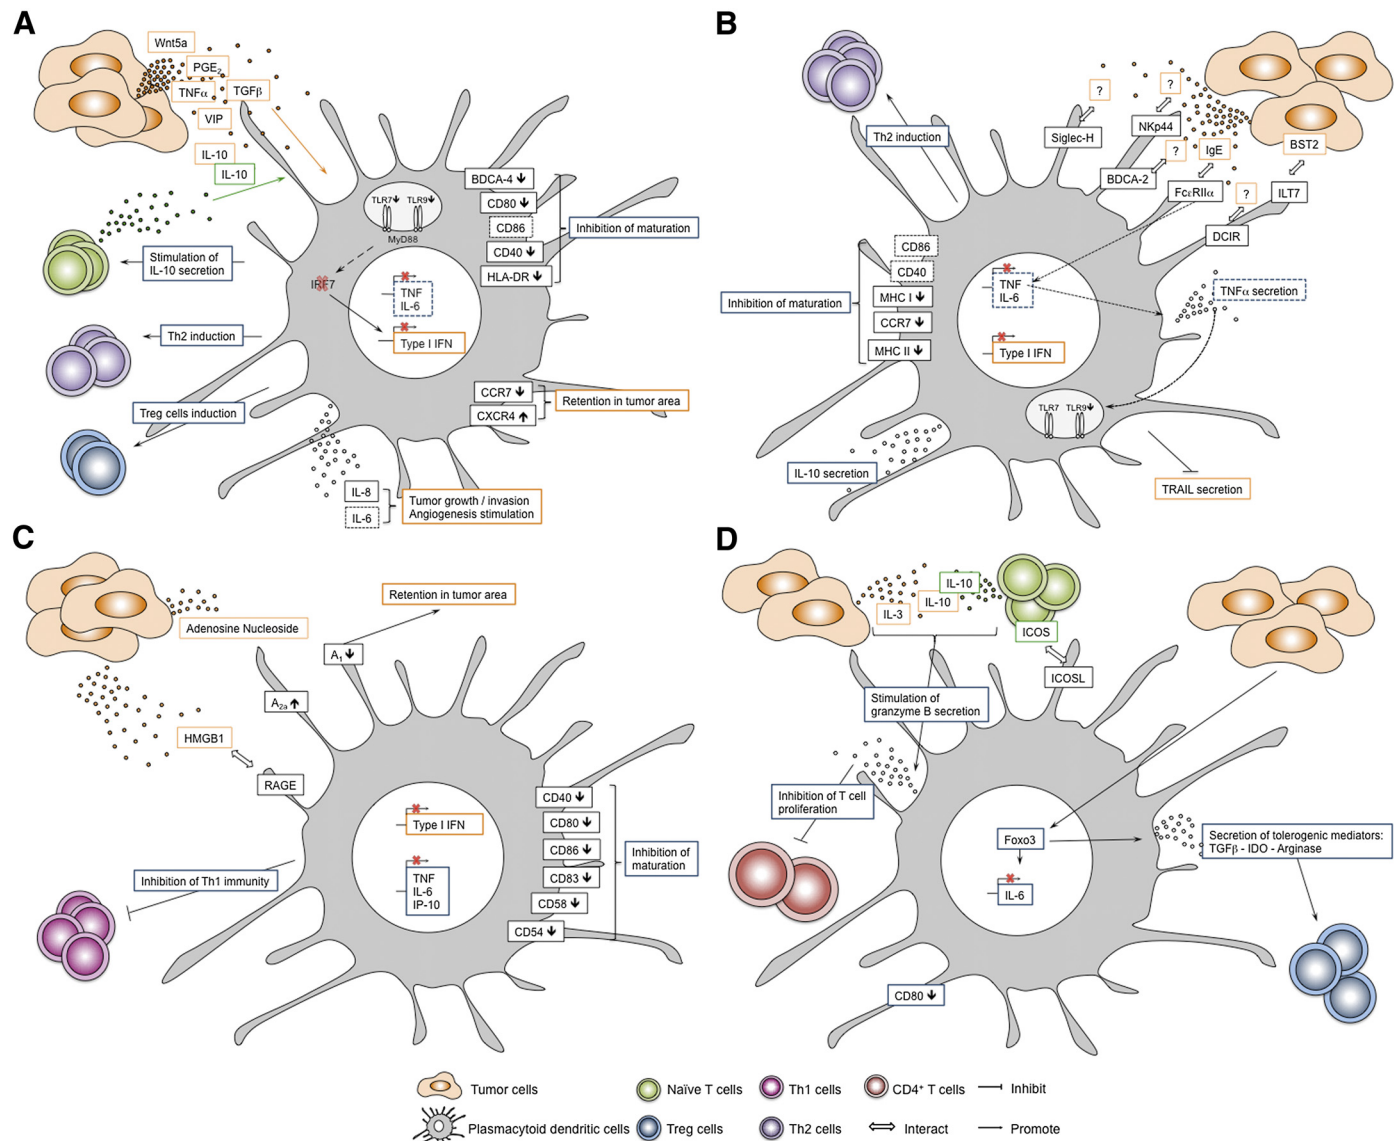 A
Wnt5a
PGE2
TNFα
TGFβ
VIP
IL-10
IL-10
Stimulation of
IL-10 secretion
Th2 induction
Treg cells induction
TLR7
TLR9
MyD88
IRF7
TNF
IL-6
Type I IFN
BDCA-4
CD80
CD86
CD40
HLA-DR
Inhibition of maturation
CCR7
CXCR4
Retention in tumor area
IL-8
IL-6
Tumor growth / invasion
Angiogenesis stimulation
B
Th2 induction
?
?
Siglec-H
NKp44
?
IgE
BST2
BDCA-2
FcεRIIα
?
ILT7
DCIR
CD86
CD40
MHC I
CCR7
MHC II
Inhibition of maturation
TNF
IL-6
Type I IFN
TNFα secretion
TLR7
TLR9
IL-10 secretion
TRAIL secretion
C
Adenosine Nucleoside
Retention in tumor area
A1
A2a
HMGB1
RAGE
Type I IFN
TNF
IL-6
IP-10
Inhibition of Th1 immunity
CD40
CD80
CD86
CD83
CD58
CD54
Inhibition of
maturation
D
IL-10
IL-10
IL-3
ICOS
ICOSL
Stimulation of
granzyme B secretion
Inhibition of T cell
proliferation
Foxo3
IL-6
Secretion of tolerogenic mediators:
TGFβ - IDO - Arginase
CD80
Tumor cells
Naïve T cells
Th1 cells
CD4+ T cells
Inhibit
Plasmacytoid dendritic cells
Treg cells
Th2 cells
Interact
Promote